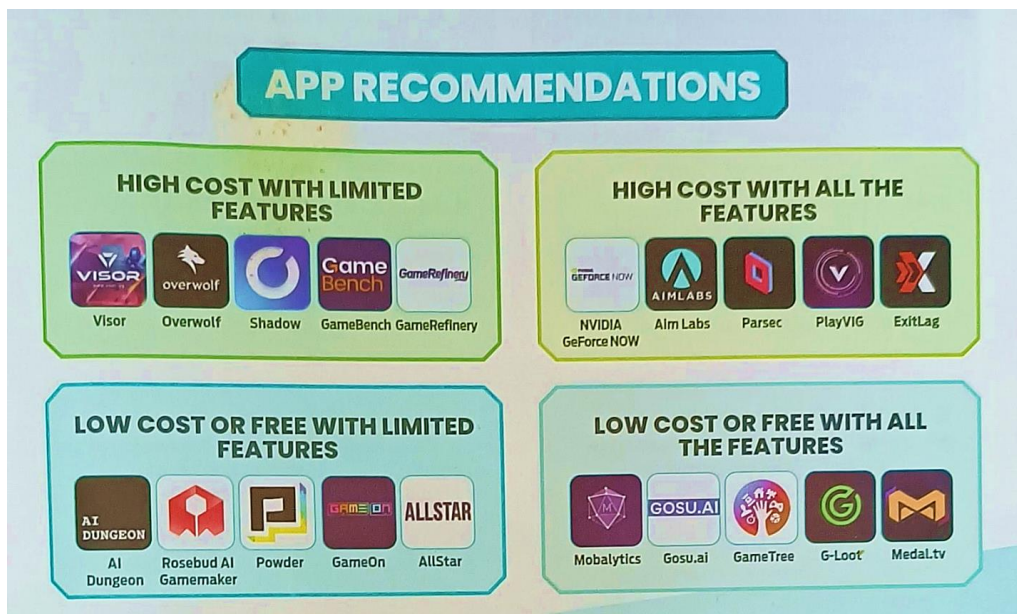 APP RECOMMENDATIONS
HIGH COST WITH LIMITED
FEATURES
VISOR
overwolf
Game
Bench
GameRefinery
Visor
Overwolf
Shadow
GameBench
GameRefinery
HIGH COST WITH ALL THE
FEATURES
GEFORCE NOW
AIMLABS
V
NVIDIA
GeForce NOW
Aim Labs
Parsec
PlayVIG
ExitLag
LOW COST OR FREE WITH LIMITED
FEATURES
AI
DUNGEON
GAMEON
ALLSTAR
AI
Dungeon
Rosebud AI
Gamemaker
Powder
GameOn
AllStar
LOW COST OR FREE WITH ALL
THE FEATURES
M
GOSU.AI
Mobalytics
Gosu.ai
GameTree
G-Loot
Medal.tv